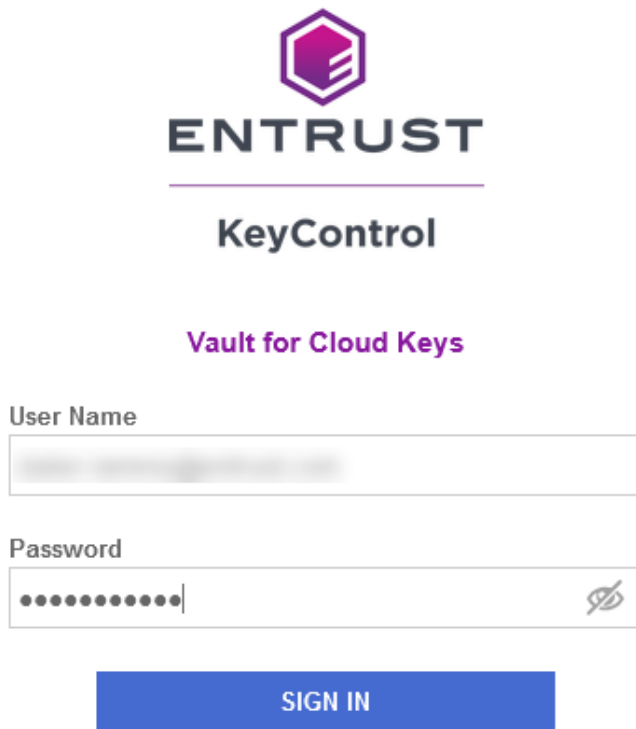 ENTRUST
KeyControl
Vault for Cloud Keys
User Name
Password
●●●●●●●●●●●
SIGN IN